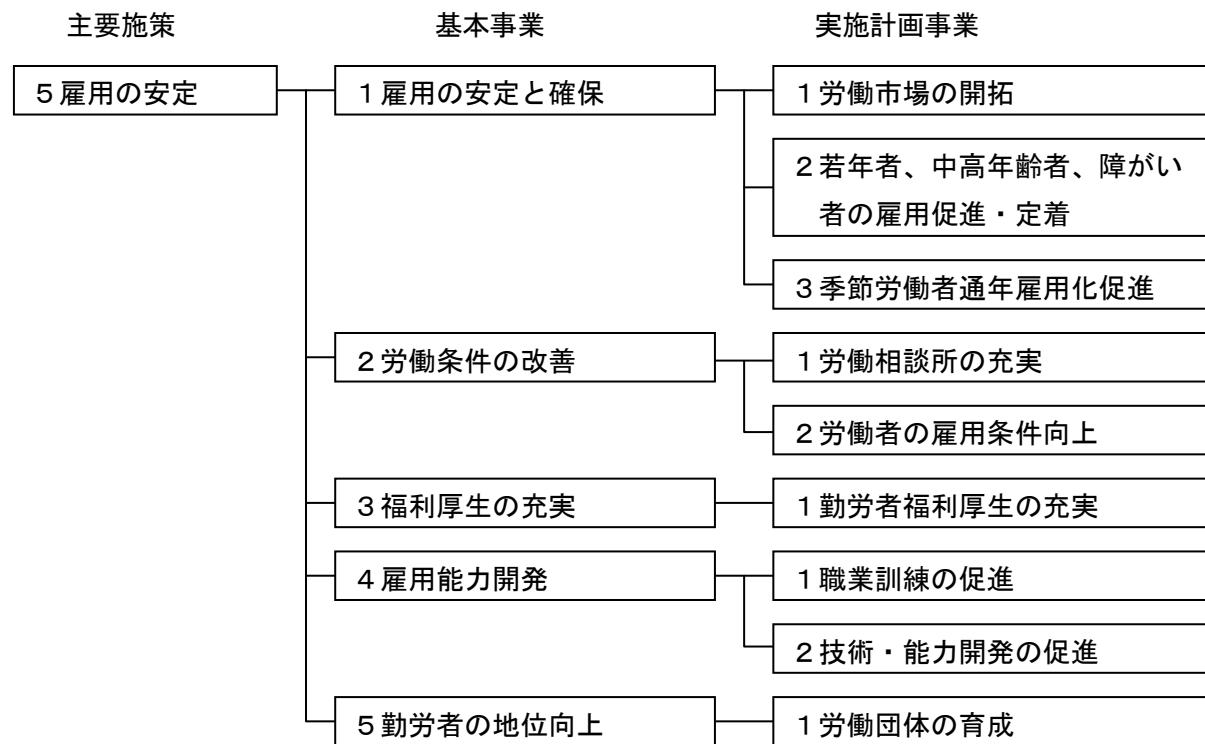 主要施策 基本事業 実施計画事業
５雇用の安定 １雇用の安定と確保 １労働市場の開拓
２若年者、中高年齢者、障がい
者の雇用促進・定着
３季節労働者通年雇用化促進
２労働条件の改善 １労働相談所の充実
２労働者の雇用条件向上
３福利厚生の充実 １勤労者福利厚生の充実
４雇用能力開発 １職業訓練の促進
２技術・能力開発の促進
５勤労者の地位向上 １労働団体の育成